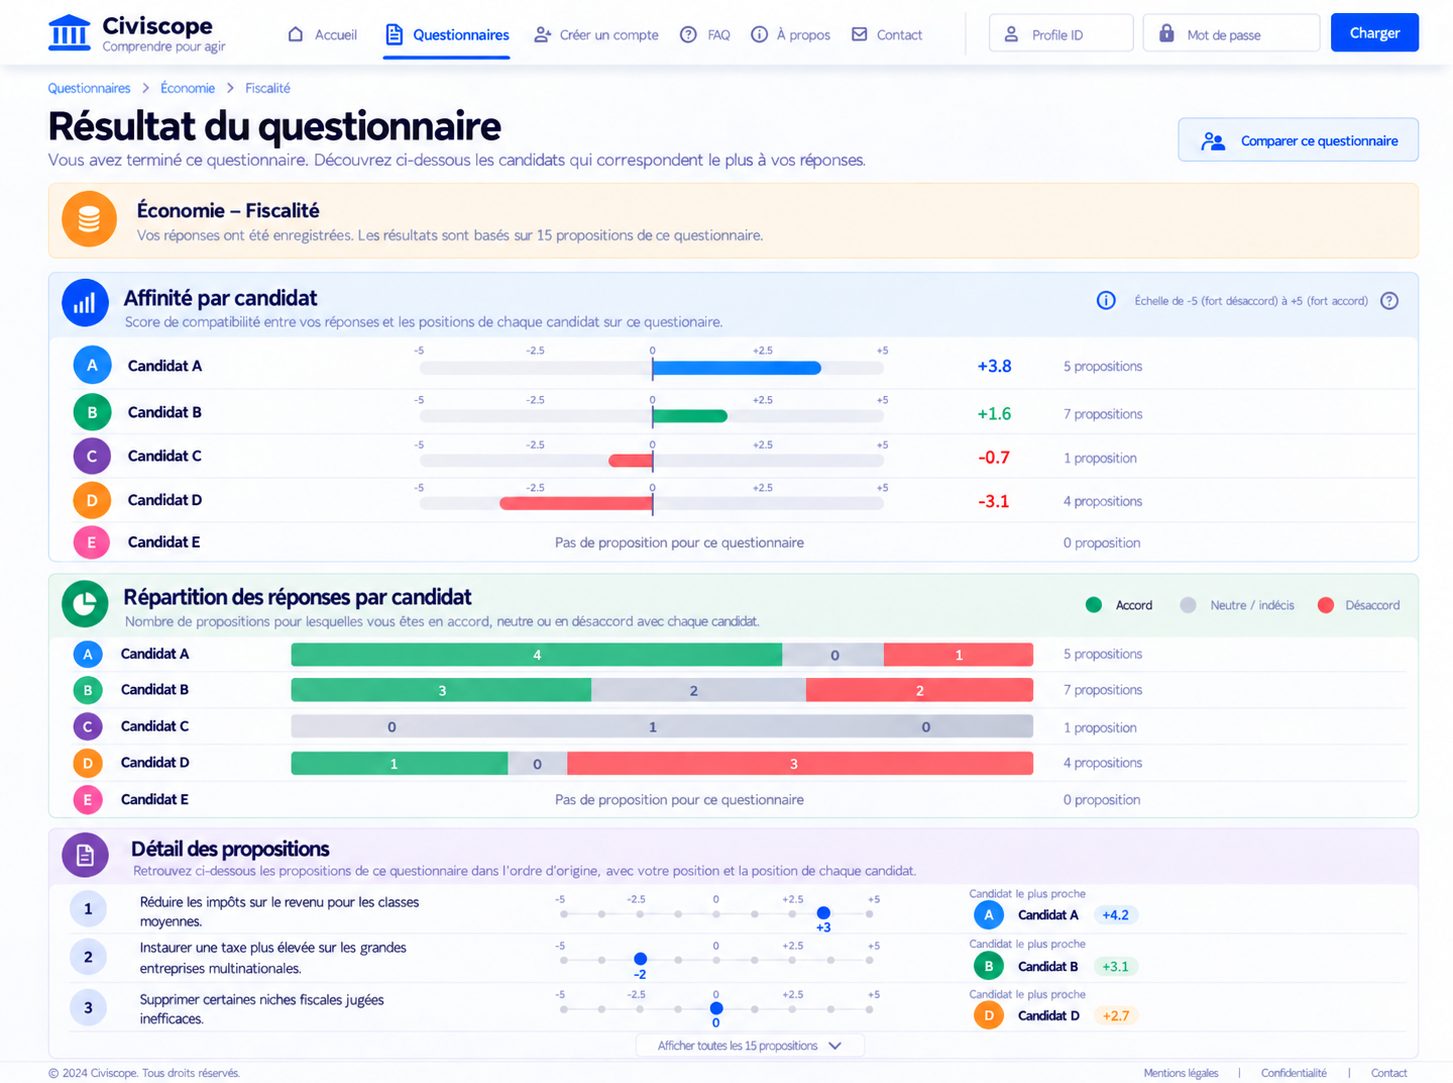 Civiscope
Comprendre pour agir
Accueil
Questionnaires
Créer un compte
FAQ
À propos
Contact
Profile ID
Mot de passe
Charger
Questionnaires > Économie > Fiscalité
Résultat du questionnaire
Vous avez terminé ce questionnaire. Découvrez ci-dessous les candidats qui correspondent le plus à vos réponses.
Comparer ce questionnaire
Économie – Fiscalité
Vos réponses ont été enregistrées. Les résultats sont basés sur 15 propositions de ce questionnaire.
Affinité par candidat
Score de compatibilité entre vos réponses et les positions de chaque candidat sur ce questionaire.
Échelle de -5 (fort désaccord) à +5 (fort accord)
-5 -2.5 0 +2.5 +5
A Candidat A +3.8 5 propositions
-5 -2.5 0 +2.5 +5
B Candidat B +1.6 7 propositions
-5 -2.5 0 +2.5 +5
C Candidat C -0.7 1 proposition
-5 -2.5 0 +2.5 +5
D Candidat D -3.1 4 propositions
E Candidat E Pas de proposition pour ce questionnaire 0 proposition
Répartition des réponses par candidat
Nombre de propositions pour lesquelles vous êtes en accord, neutre ou en désaccord avec chaque candidat.
Accord
Neutre / indécis
Désaccord
A Candidat A 4 0 1 5 propositions
B Candidat B 3 2 2 7 propositions
C Candidat C 0 1 0 1 proposition
D Candidat D 1 0 3 4 propositions
E Candidat E Pas de proposition pour ce questionnaire 0 proposition
Détail des propositions
Retrouvez ci-dessous les propositions de ce questionnaire dans l'ordre d'origine, avec votre position et la position de chaque candidat.
1
Réduire les impôts sur le revenu pour les classes
moyennes.
-5 -2.5 0 +2.5 +5
+3
Candidat le plus proche
A Candidat A +4.2
2
Instaurer une taxe plus élevée sur les grandes
entreprises multinationales.
-5 0 +2.5 +5
-2
Candidat le plus proche
B Candidat B +3.1
3
Supprimer certaines niches fiscales jugées
inefficaces.
-5 -2.5 0 +2.5 +5
0
Candidat le plus proche
D Candidat D +2.7
Afficher toutes les 15 propositions
© 2024 Civiscope. Tous droits réservés.
Mentions légales | Confidentialité | Contact